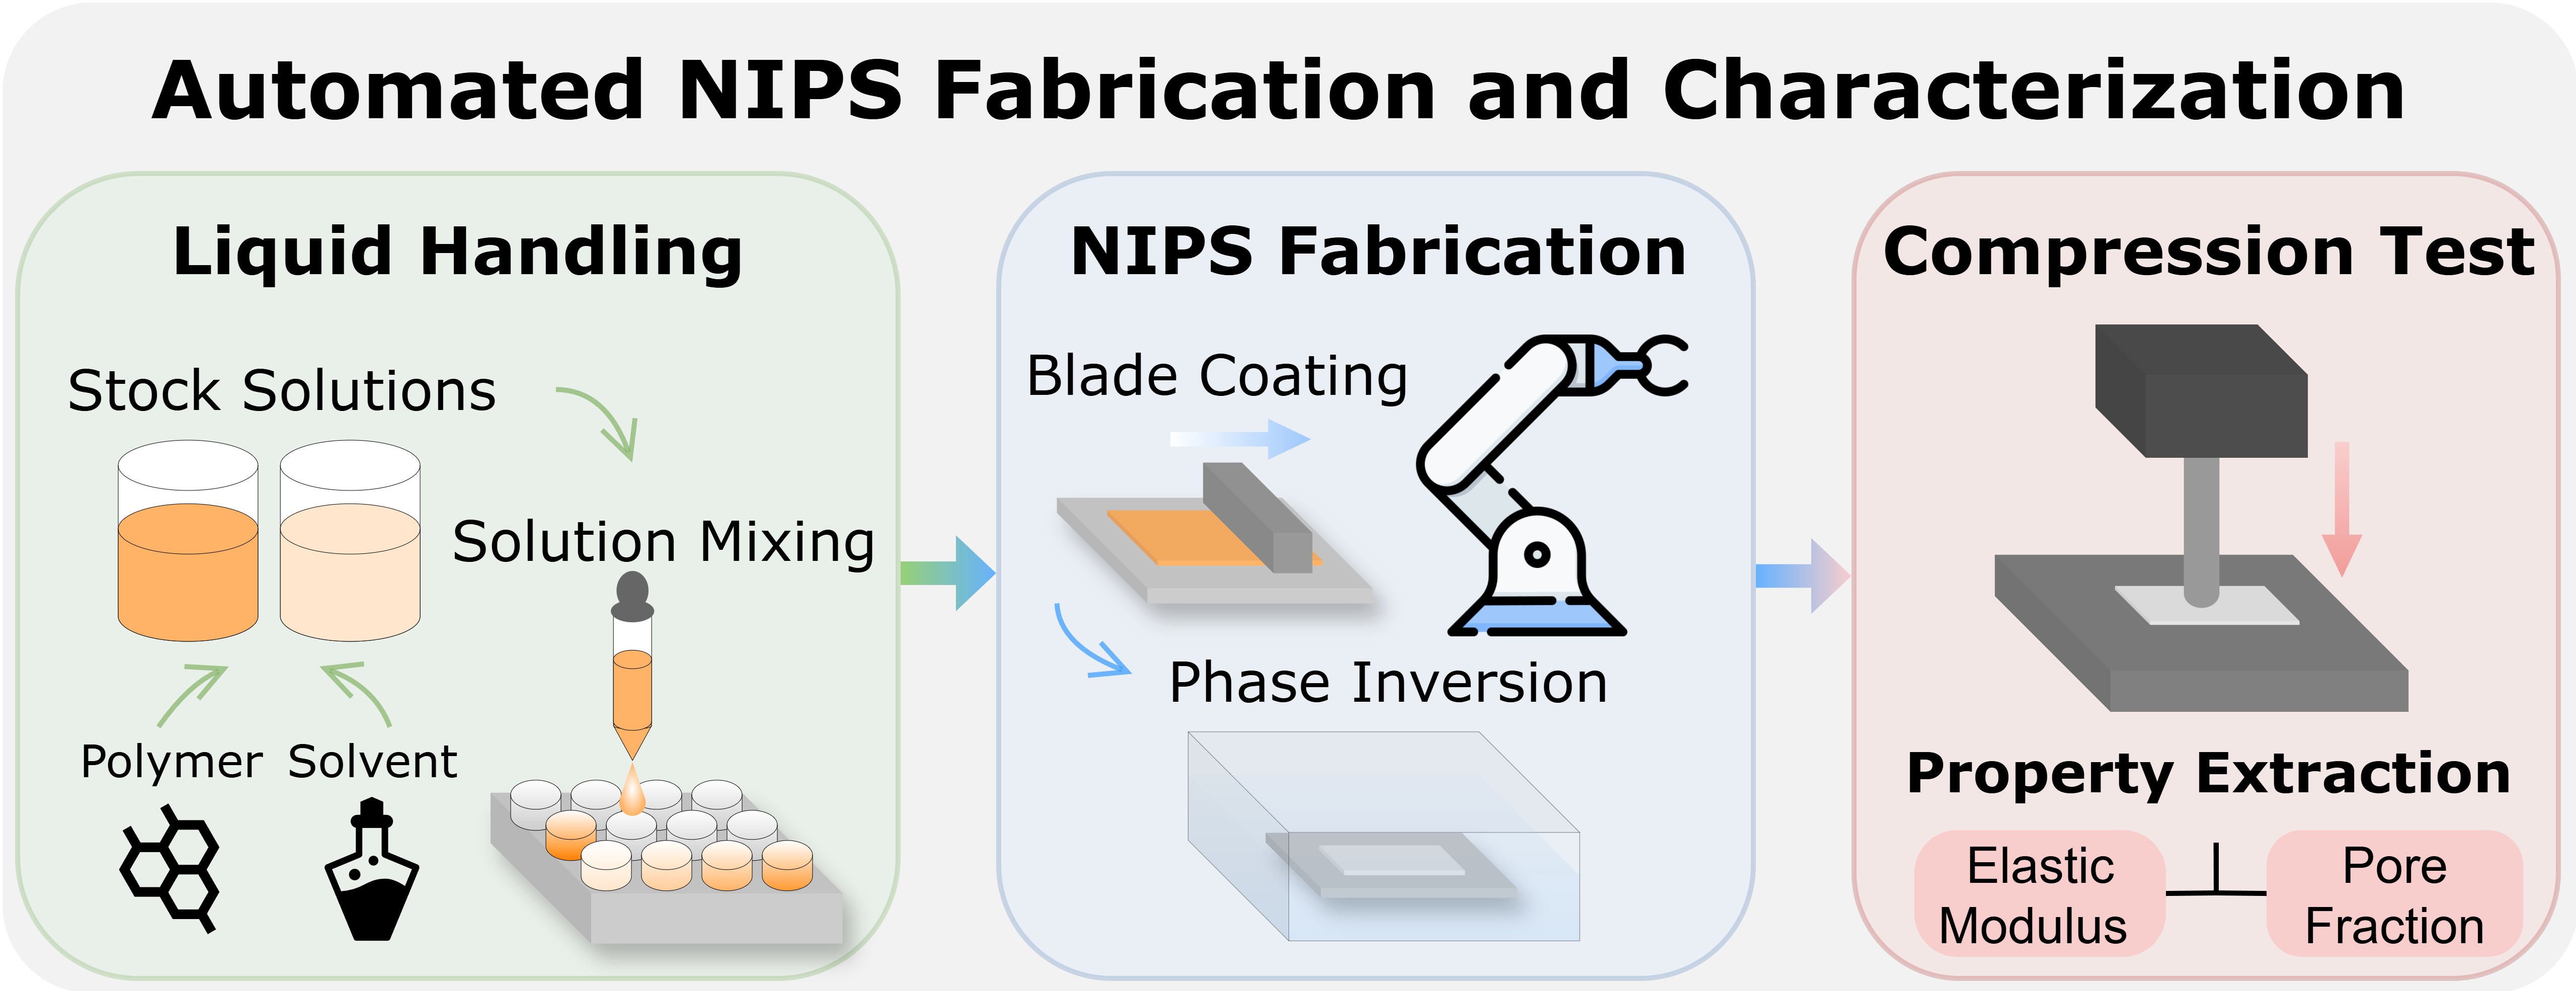 Automated NIPS Fabrication and Characterization
Liquid Handling
Stock Solutions
Solution Mixing
Polymer
Solvent
NIPS Fabrication
Blade Coating
Phase Inversion
Compression Test
Property Extraction
Elastic
Modulus
Pore
Fraction